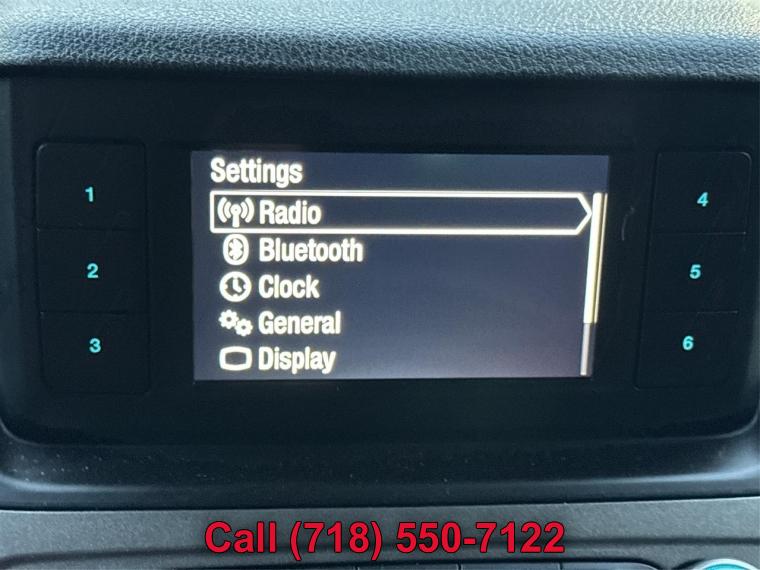 Settings
Radio
Bluetooth
Clock
General
Display
1
2
3
4
5
6
Call (718) 550-7122